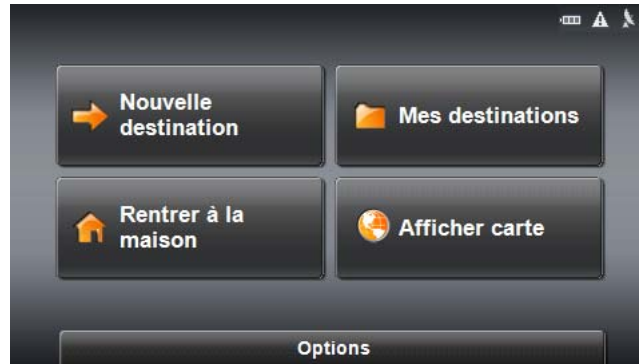 Nouvelle
destination
Mes destinations
Rentrer à la
maison
Afficher carte
Options